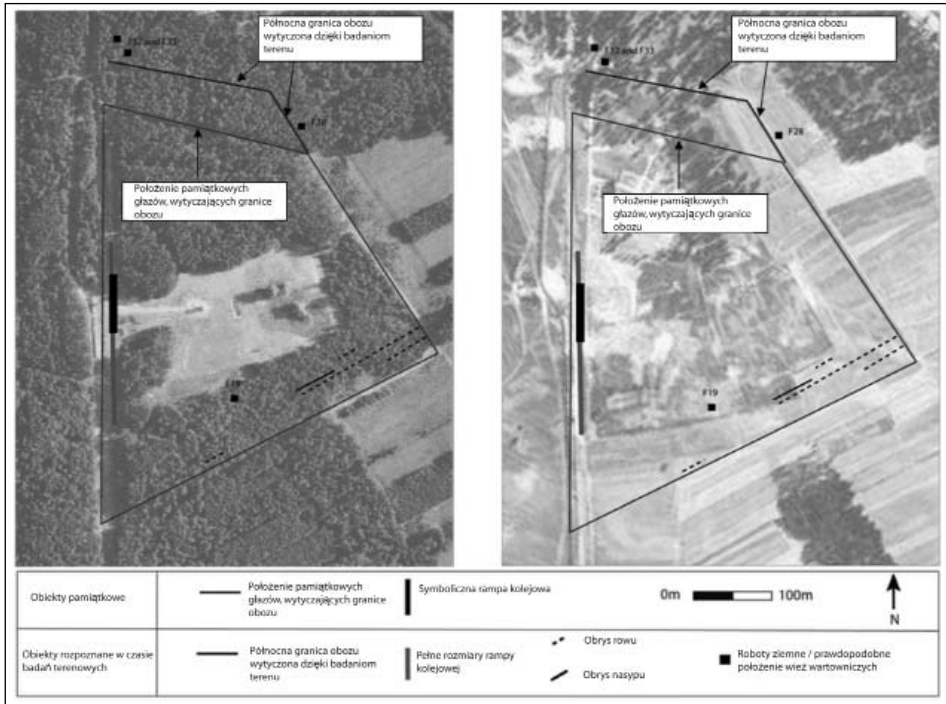 Północna granica obozu
wytyczona dzięki badaniom
terenu
F32 and F33
F28
Położenie pamiątkowych
głazów, wytyczających granice
obozu
F19
Północna granica obozu
wytyczona dzięki badaniom
terenu
F32 and F33
F28
Położenie pamiątkowych
głazów, wytyczających granice
obozu
F19
Obiekty pamiątkowe
Położenie pamiątkowych
głazów, wytyczających granice
obozu
Symboliczna rampa kolejowa
0m
100m
N
Obiekty rozpoznane w czasie
badań terenowych
Północna granica obozu
wytyczona dzięki badaniom
terenu
Pełne rozmiary rampy
kolejowej
Obrys rowu
Obrys nasypu
Roboty ziemne / prawdopodobne
położenie wież wartowniczych